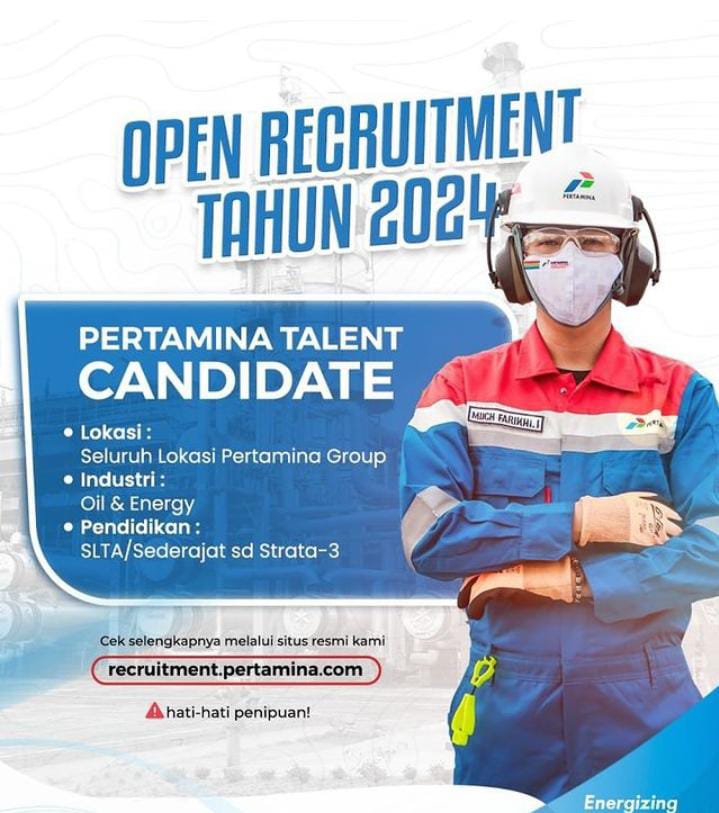 OPEN RECRUITMENT
TAHUN 2024
PERTAMINA
PERTAMINA TALENT
CANDIDATE
• Lokasi :
Seluruh Lokasi Pertamina Group
• Industri :
Oil & Energy
• Pendidikan :
SLTA/Sederajat sd Strata-3
MUCH FARIKHI.I
PERTA
Cek selengkapnya melalui situs resmi kami
recruitment.pertamina.com
hati-hati penipuan!
Energizing